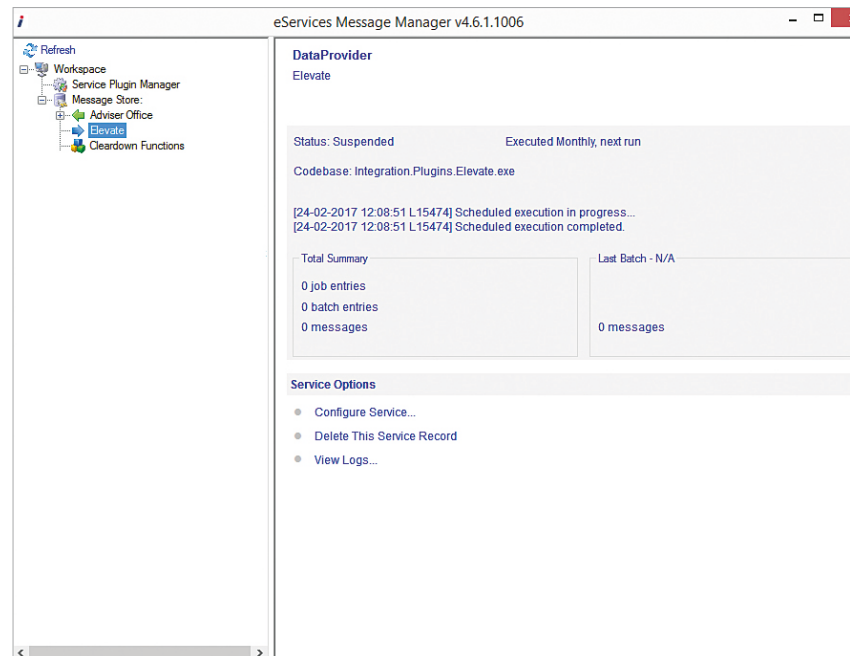 eServices Message Manager v4.6.1.1006
Refresh
Workspace
Service Plugin Manager
Message Store:
Adviser Office
Elevate
Cleardown Functions
DataProvider
Elevate
Status: Suspended Executed Monthly, next run
Codebase: Integration.Plugins.Elevate.exe
[24-02-2017 12:08:51 L15474] Scheduled execution in progress...
[24-02-2017 12:08:51 L15474] Scheduled execution completed.
Total Summary
0 job entries
0 batch entries
0 messages
Last Batch - N/A
0 messages
Service Options
Configure Service...
Delete This Service Record
View Logs...